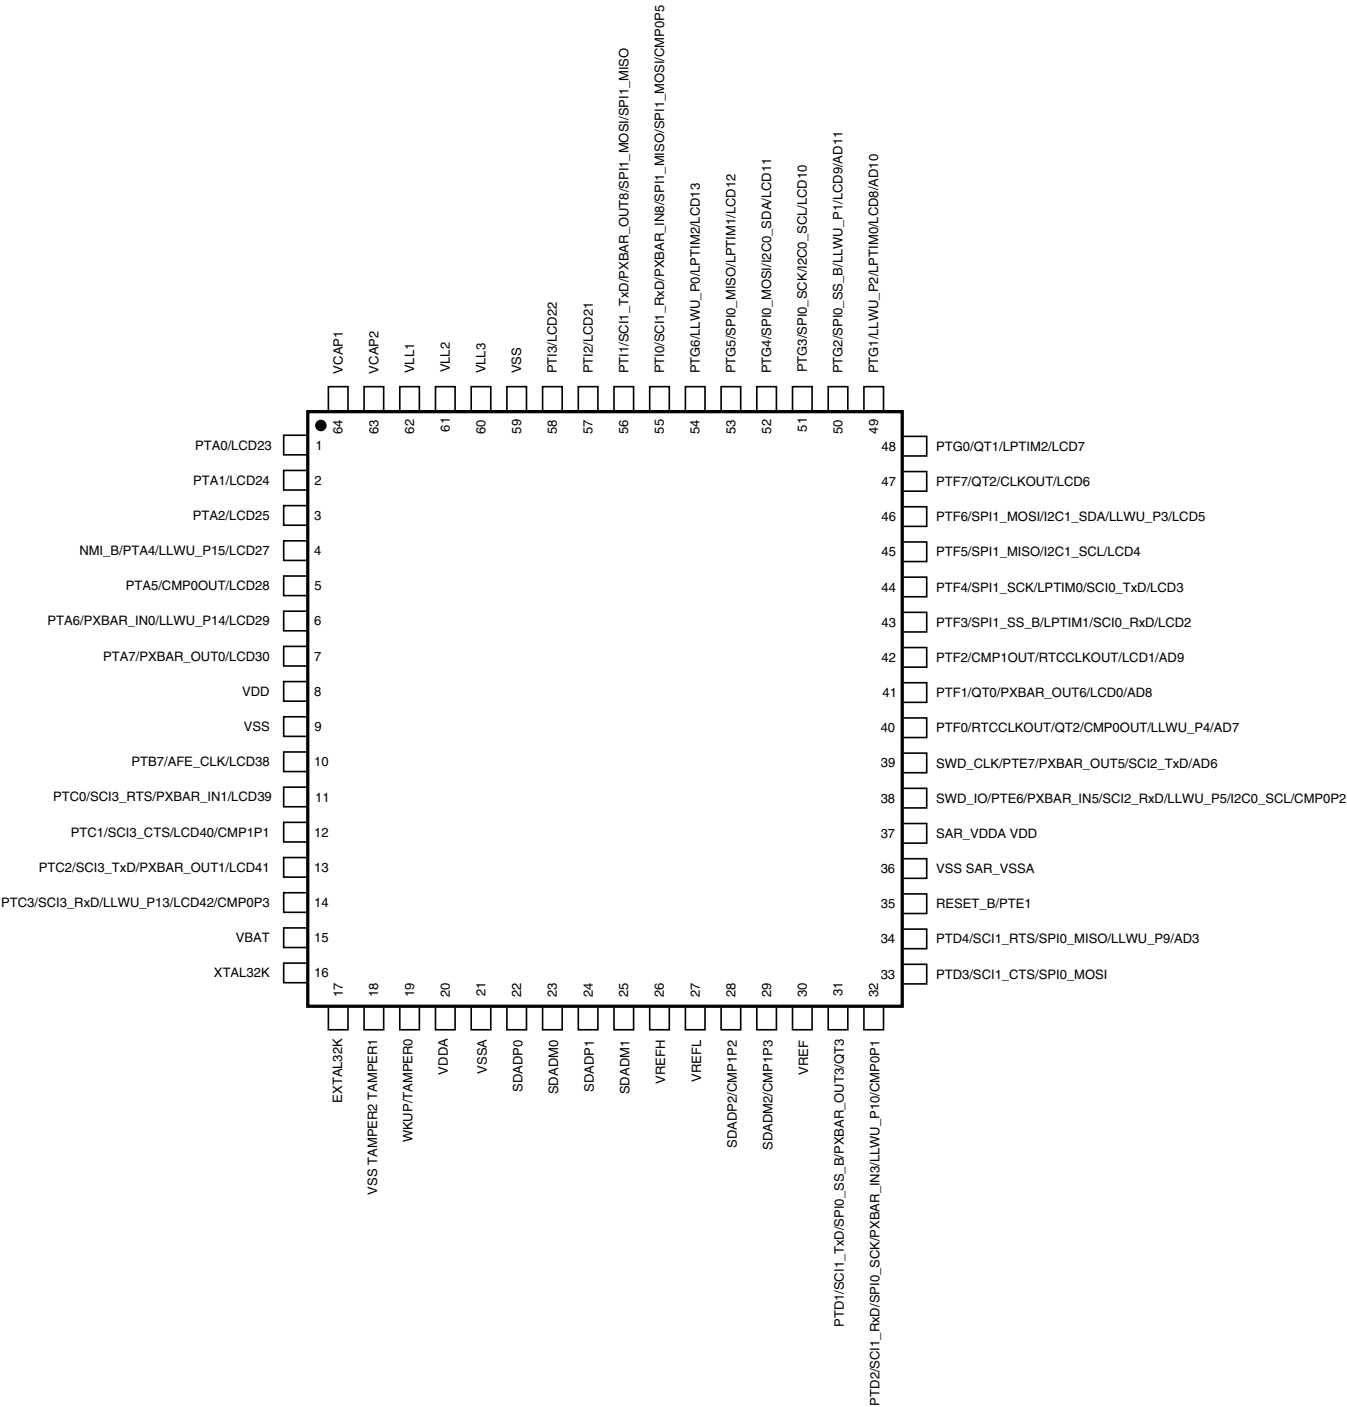 VCAP1
VCAP2
VLL1
VLL2
VLL3
VSS
PTI3/LCD22
PTI2/LCD21
PTI1/SCI1_TxD/PXBAR_OUT8/SPI1_MOSI/SPI1_MISO
PTI0/SCI1_RxD/PXBAR_IN8/SPI1_MISO/SPI1_MOSI/CMP0P5
PTG6/LLWU_P0/LPTIM2/LCD13
PTG5/SPI0_MISO/LPTIM1/LCD12
PTG4/SPI0_MOSI/I2C0_SDA/LCD11
PTG3/SPI0_SCK/I2C0_SCL/LCD10
PTG2/SPI0_SS_B/LLWU_P1/LCD9/AD11
PTG1/LLWU_P2/LPTIM0/LCD8/AD10
64
63
62
61
60
59
58
57
56
55
54
53
52
51
50
49
PTA0/LCD23 1
PTA1/LCD24 2
PTA2/LCD25 3
NMI_B/PTA4/LLWU_P15/LCD27 4
PTA5/CMP0OUT/LCD28 5
PTA6/PXBAR_IN0/LLWU_P14/LCD29 6
PTA7/PXBAR_OUT0/LCD30 7
VDD 8
VSS 9
PTB7/AFE_CLK/LCD38 10
PTC0/SCI3_RTS/PXBAR_IN1/LCD39 11
PTC1/SCI3_CTS/LCD40/CMP1P1 12
PTC2/SCI3_TxD/PXBAR_OUT1/LCD41 13
PTC3/SCI3_RxD/LLWU_P13/LCD42/CMP0P3 14
VBAT 15
XTAL32K 16
48 PTG0/QT1/LPTIM2/LCD7
47 PTF7/QT2/CLKOUT/LCD6
46 PTF6/SPI1_MOSI/I2C1_SDA/LLWU_P3/LCD5
45 PTF5/SPI1_MISO/I2C1_SCL/LCD4
44 PTF4/SPI1_SCK/LPTIM0/SCI0_TxD/LCD3
43 PTF3/SPI1_SS_B/LPTIM1/SCI0_RxD/LCD2
42 PTF2/CMP1OUT/RTCCLKOUT/LCD1/AD9
41 PTF1/QT0/PXBAR_OUT6/LCD0/AD8
40 PTF0/RTCCLKOUT/QT2/CMP0OUT/LLWU_P4/AD7
39 SWD_CLK/PTE7/PXBAR_OUT5/SCI2_TxD/AD6
38 SWD_IO/PTE6/PXBAR_IN5/SCI2_RxD/LLWU_P5/I2C0_SCL/CMP0P2
37 SAR_VDDA VDD
36 VSS SAR_VSSA
35 RESET_B/PTE1
34 PTD4/SCI1_RTS/SPI0_MISO/LLWU_P9/AD3
33 PTD3/SCI1_CTS/SPI0_MOSI
17
18
19
20
21
22
23
24
25
26
27
28
29
30
31
32
EXTAL32K
VSS TAMPER2 TAMPER1
WKUP/TAMPER0
VDDA
VSSA
SDADP0
SDADM0
SDADP1
SDADM1
VREFH
VREFL
SDADP2/CMP1P2
SDADM2/CMP1P3
VREF
PTD1/SCI1_TxD/SPI0_SS_B/PXBAR_OUT3/QT3
PTD2/SCI1_RxD/SPI0_SCK/PXBAR_IN3/LLWU_P10/CMP0P1